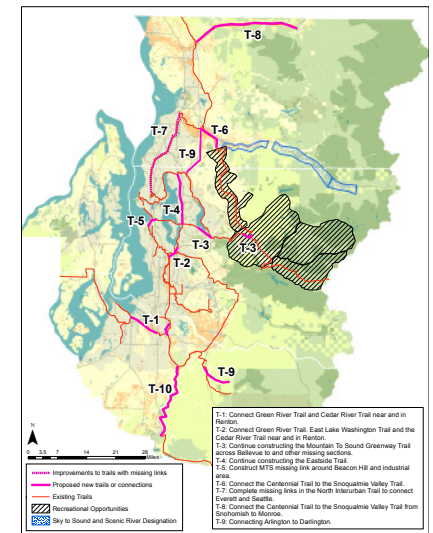 T-8
T-7
T-6
T-9
T-4
T-5
T-3
T-3
T-2
T-1
T-9
T-10
N
0 3.5 7 14 21 28
Miles
Improvements to trails with missing links
Proposed new trails or connections
Existing Trails
Recreational Opportunities
Sky to Sound and Scenic River Designation
T-1: Connect Green River Trail and Cedar River Trail near and in
Renton.
T-2: Connect Green River Trail. East Lake Washington Trail and the
Cedar River Trail near and in Renton.
T-3: Continue constructing the Mountain To Sound Greenway Trail
across Bellevue to and other missing sections.
T-4: Continue constructing the Eastside Trail.
T-5: Construct MTS missing link around Beacon Hill and industrial
area.
T-6: Connect the Centennial Trail to the Snoqualmie Valley Trail.
T-7: Complete missing links in the North Interurban Trail to connect
Everett and Seattle.
T-8: Connect the Centennial Trail to the Snoqualmie Valley Trail from
Snohomish to Monroe.
T-9: Connecting Arlington to Darlington.